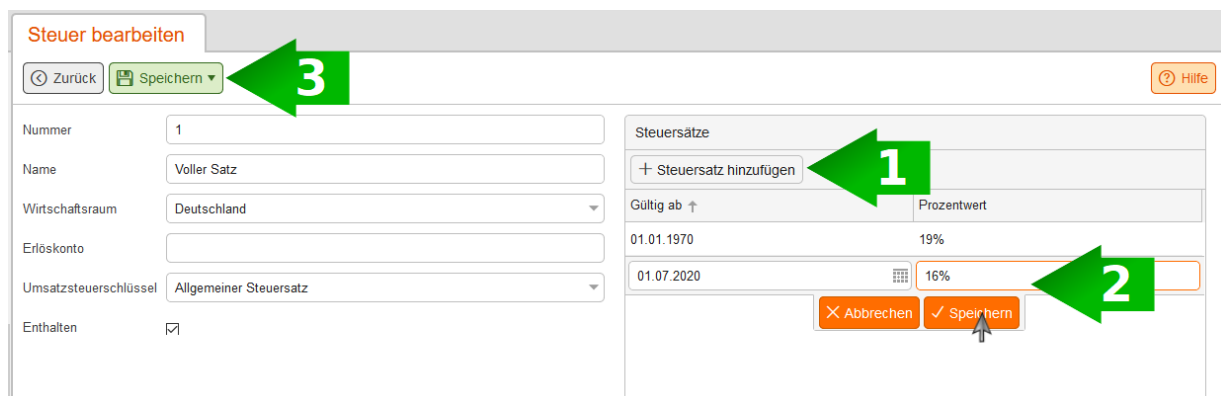 Steuer bearbeiten
Zurück Speichern 3 Hilfe
Nummer 1
Name Voller Satz
Wirtschaftsraum Deutschland
Erlöskonto
Umsatzsteuerschlüssel Allgemeiner Steuersatz
Enthalten
Steuersätze
+ Steuersatz hinzufügen 1
Gültig ab ↑ Prozentwert
01.01.1970 19%
01.07.2020 16% 2
Abbrechen Speichern